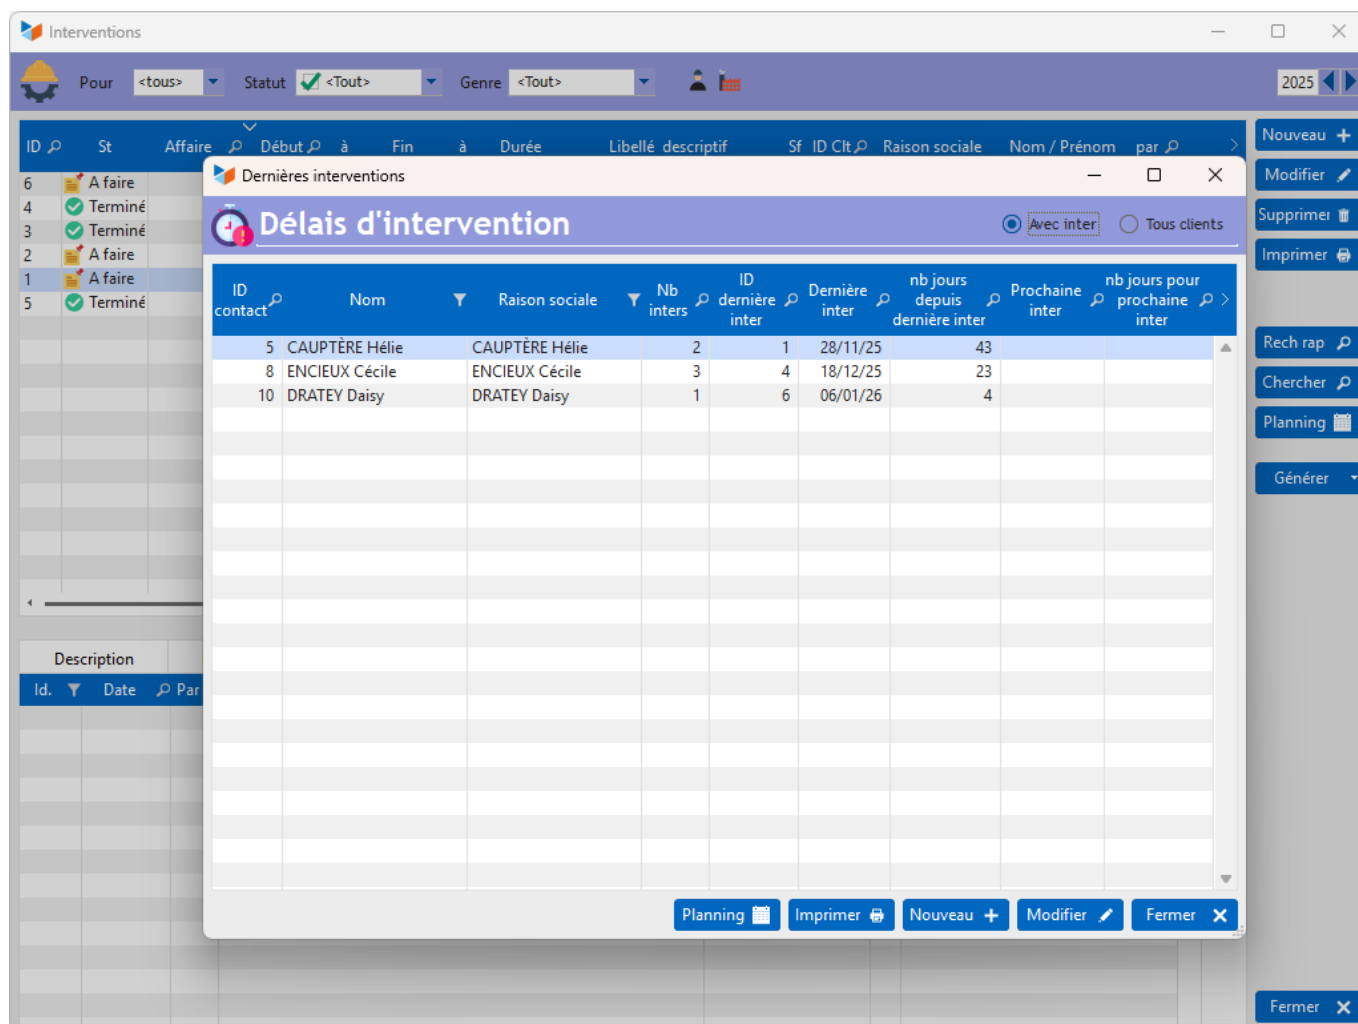 Interventions
Pour <tous> Statut <Tout> Genre <Tout> 2025
ID St Affaire Début à Fin à Durée Libellé descriptif Sf ID Clt Raison sociale Nom / Prénom par
6 A faire
4 Terminé
3 Terminé
2 A faire
1 A faire
5 Terminé
Nouveau
Modifier
Supprimer
Imprimer
Rech rap
Chercher
Planning
Générer
Dernières interventions
Délais d'intervention
Avec inter Tous clients
ID contact Nom Raison sociale Nb inters ID dernière inter Dernière inter nb jours depuis dernière inter Prochaine inter nb jours pour prochaine inter
5 CAUPTÈRE Hélie CAUPTÈRE Hélie 2 1 28/11/25 43
8 ENCIEUX Cécile ENCIEUX Cécile 3 4 18/12/25 23
10 DRATEY Daisy DRATEY Daisy 1 6 06/01/26 4
Planning Imprimer Nouveau Modifier Fermer
Description
Id. Date Par
Fermer